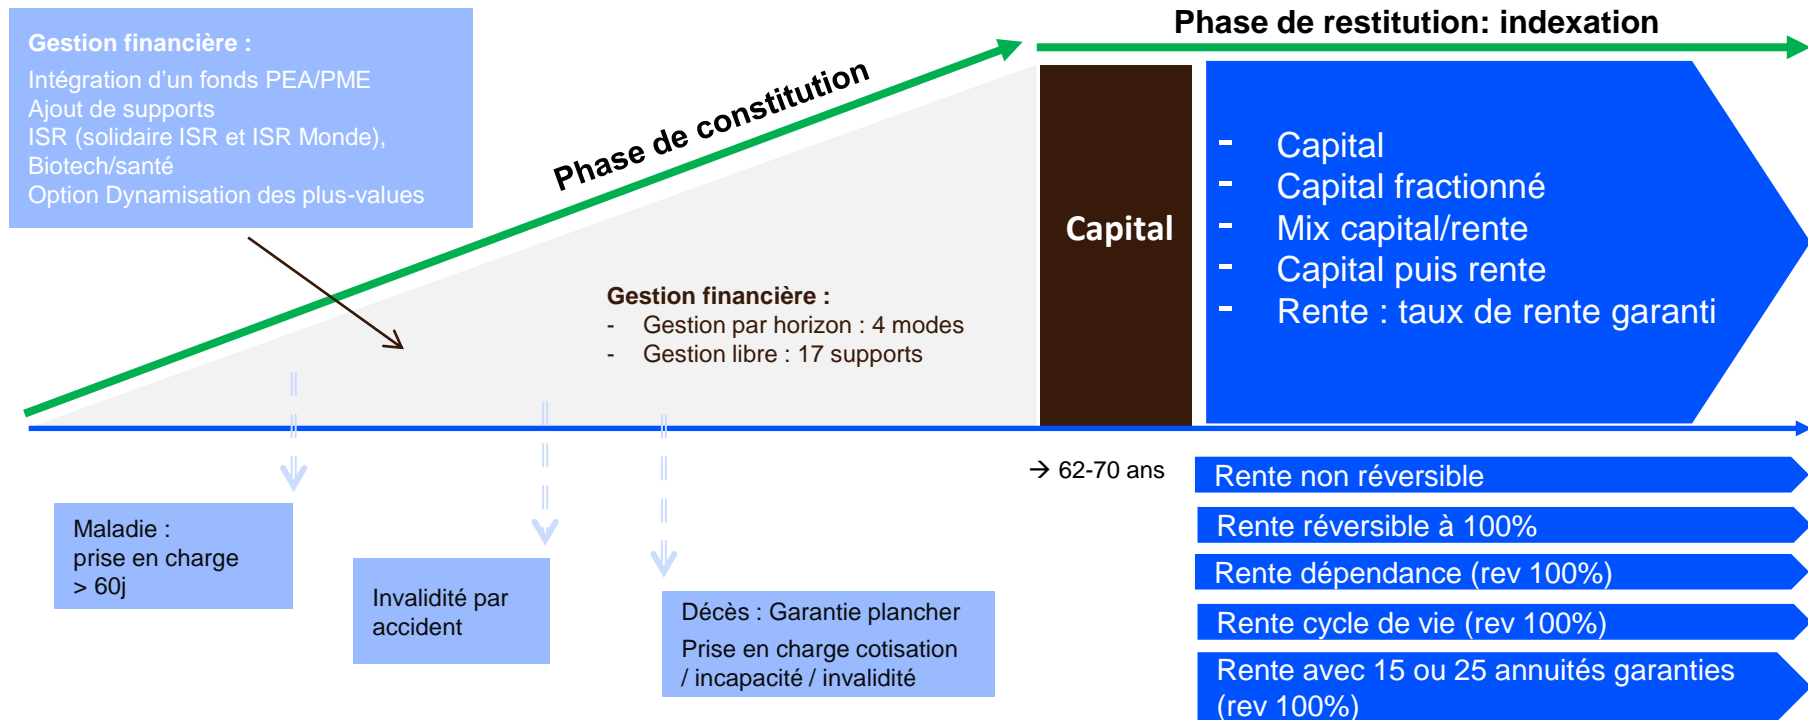 Gestion financière :
Intégration d'un fonds PEA/PME
Ajout de supports
ISR (solidaire ISR et ISR Monde),
Biotech/santé
Option Dynamisation des plus-values
Phase de constitution
Phase de restitution: indexation
Gestion financière :
- Gestion par horizon : 4 modes
- Gestion libre : 17 supports
Capital
- Capital
- Capital fractionné
- Mix capital/rente
- Capital puis rente
- Rente : taux de rente garanti
→ 62-70 ans
Maladie :
prise en charge
> 60j
Invalidité par
accident
Décès : Garantie plancher
Prise en charge cotisation
/ incapacité / invalidité
Rente non réversible
Rente réversible à 100%
Rente dépendance (rev 100%)
Rente cycle de vie (rev 100%)
Rente avec 15 ou 25 annuités garanties
(rev 100%)